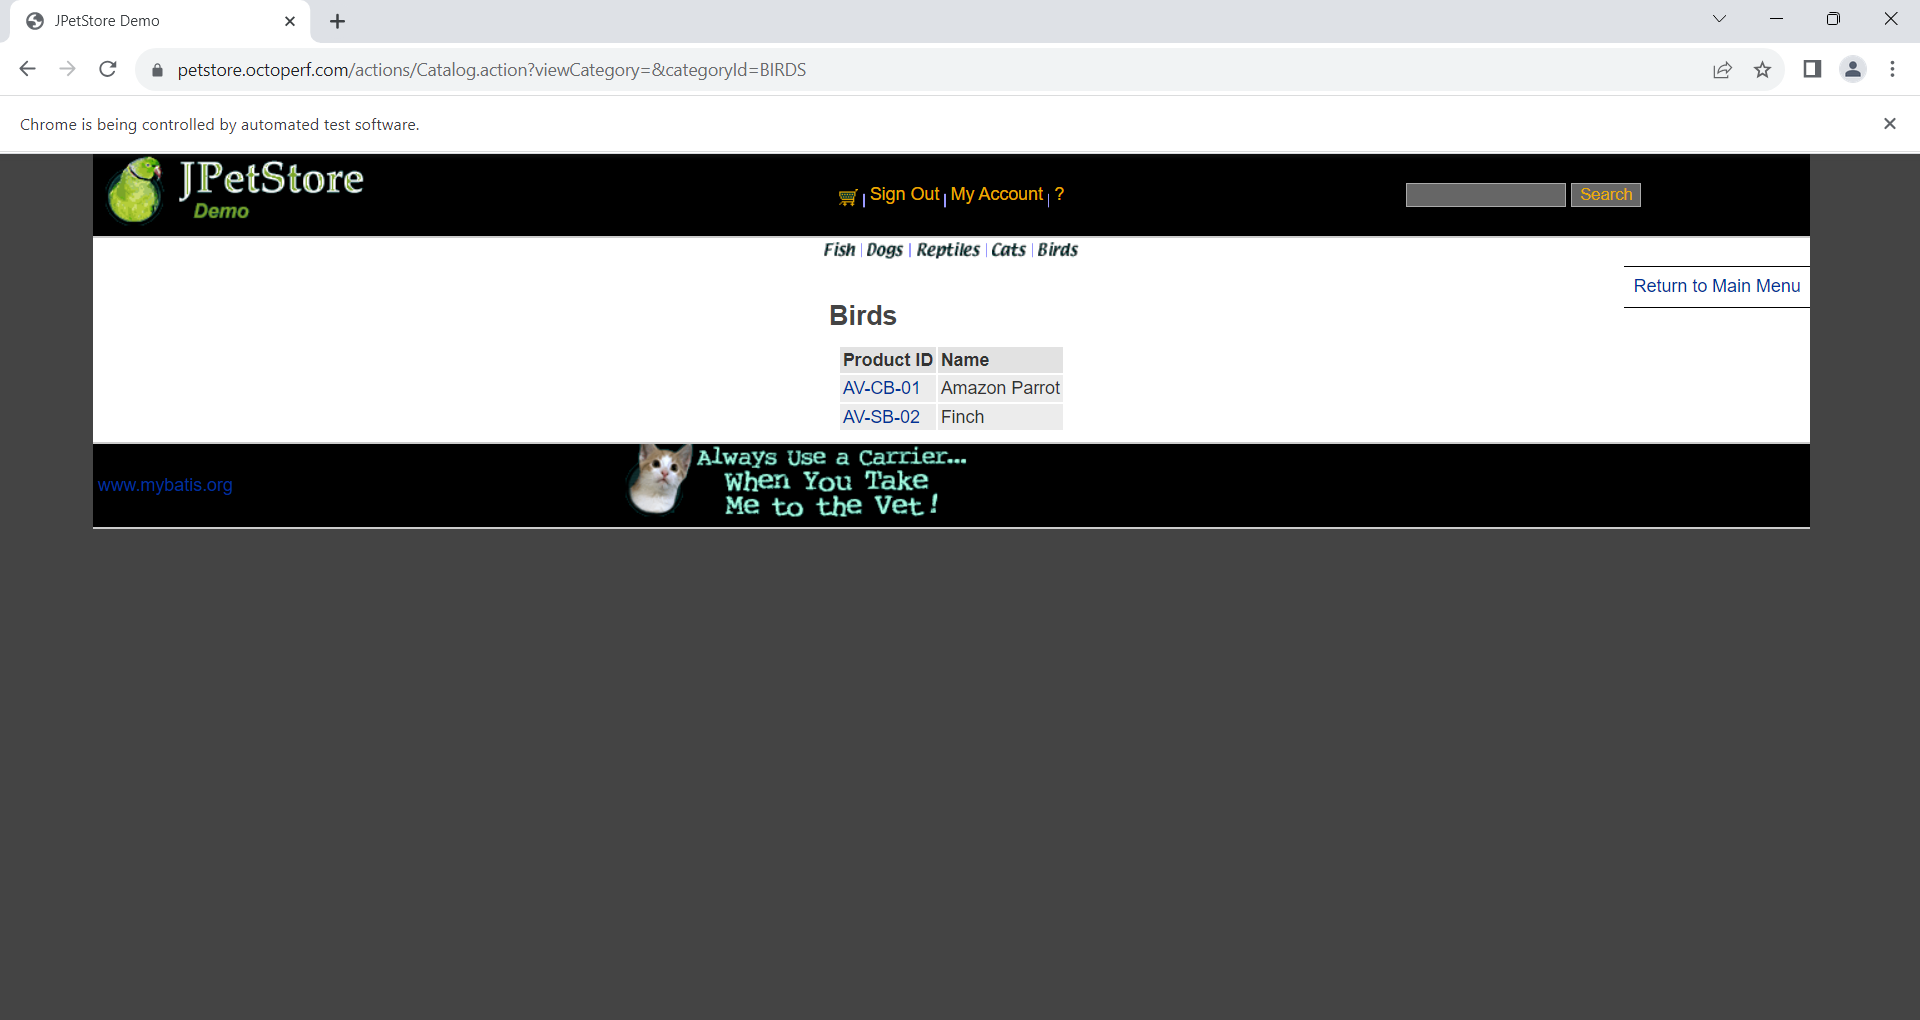 JPetStore Demo
petstore.octoperf.com/actions/Catalog.action?viewCategory=&categoryId=BIRDS
Chrome is being controlled by automated test software.
JPetStore
Demo
| Sign Out | My Account | ?
Search
Fish | Dogs | Reptiles | Cats | Birds
Return to Main Menu
Birds
Product ID Name
AV-CB-01 Amazon Parrot
AV-SB-02 Finch
www.mybatis.org
Always Use a Carrier...
When You Take
Me to the Vet!